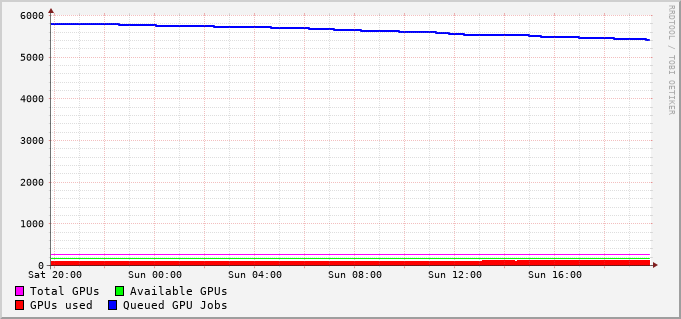 6000
5000
4000
3000
2000
1000
0
Sat 20:00 Sun 00:00 Sun 04:00 Sun 08:00 Sun 12:00 Sun 16:00
Total GPUs Available GPUs
GPUs used Queued GPU Jobs
RRDTOOL / TOBI OETIKER